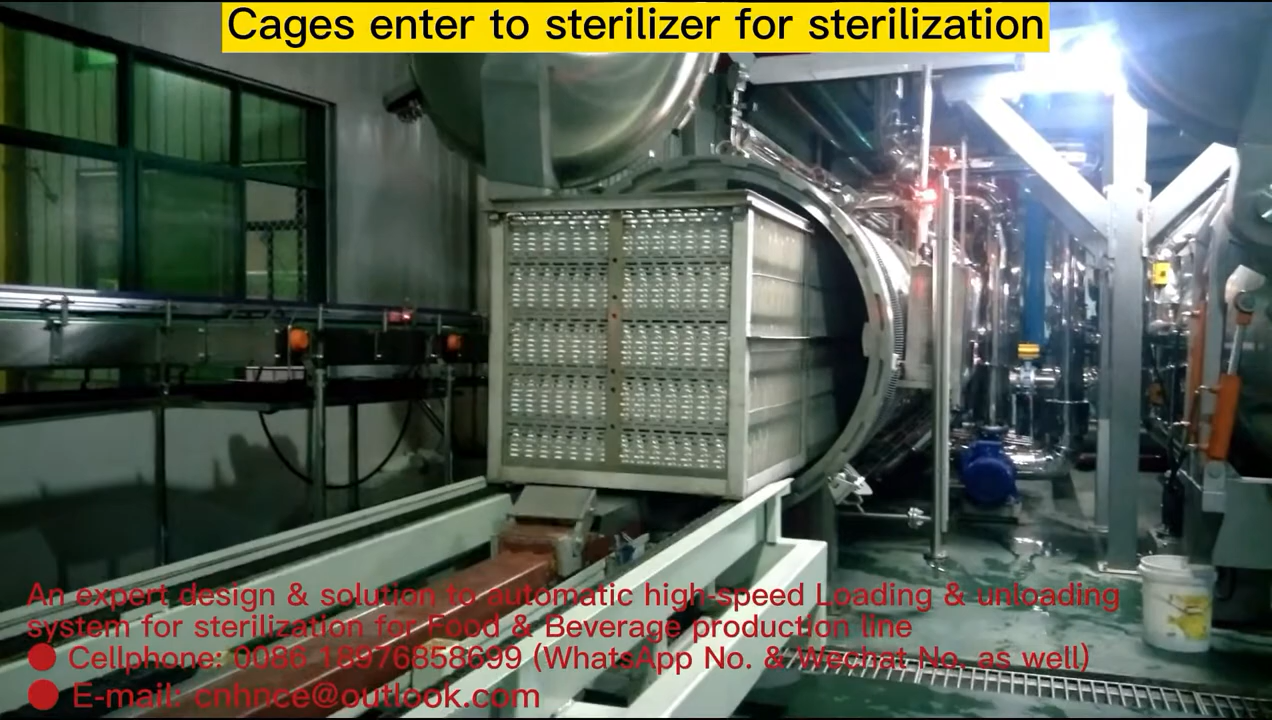 Cages enter to sterilizer for sterilization
An expert design & solution to automatic high-speed Loading & unloading
system for sterilization for Food & Beverage production line
● Cellphone: 0086 18976858699 (WhatsApp No. & Wechat No. as well)
● E-mail: cnhnce@outlook.com